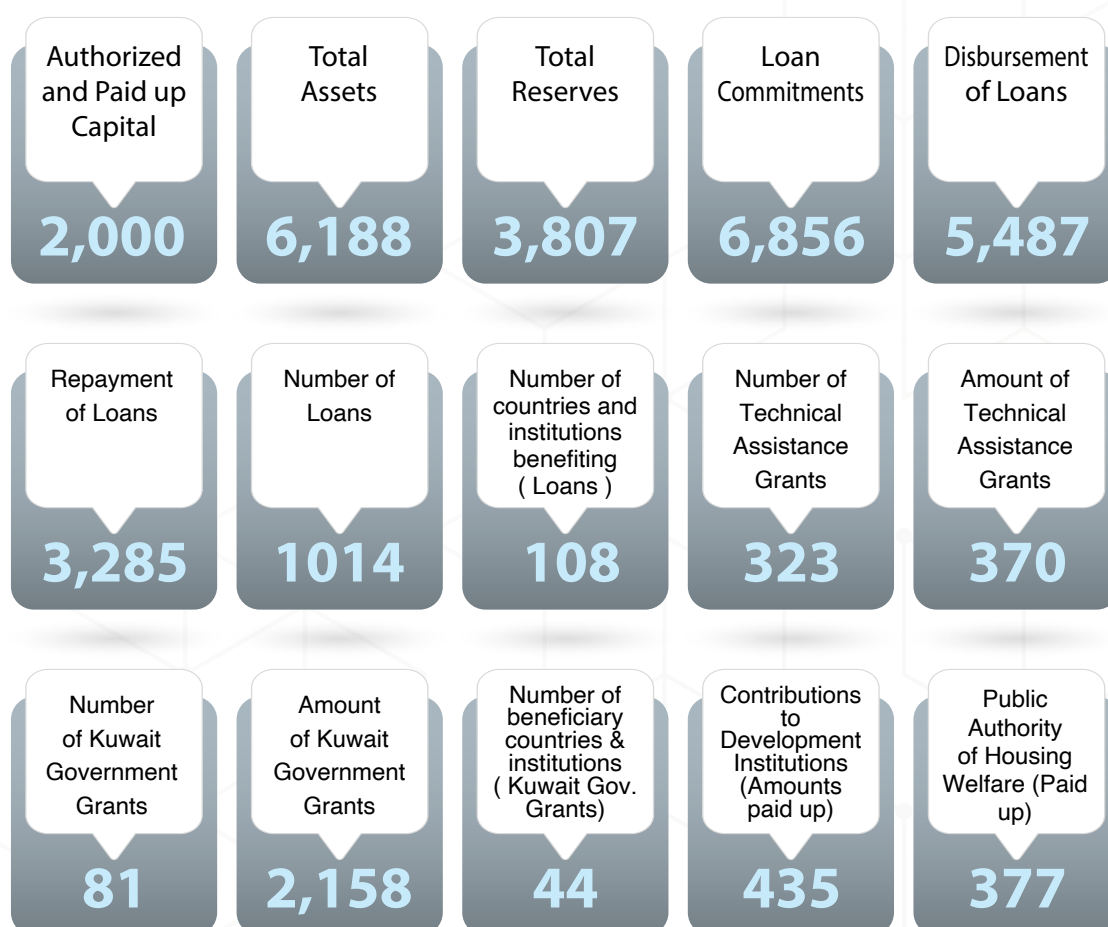 Authorized
and Paid up
Capital
2,000
Total
Assets
6,188
Total
Reserves
3,807
Loan
Commitments
6,856
Disbursement
of Loans
5,487
Repayment
of Loans
3,285
Number of
Loans
1014
Number of
countries and
institutions
benefiting
( Loans )
108
Number of
Technical
Assistance
Grants
323
Amount of
Technical
Assistance
Grants
370
Number
of Kuwait
Government
Grants
81
Amount
of Kuwait
Government
Grants
2,158
Number of
beneficiary
countries &
institutions
( Kuwait Gov.
Grants)
44
Contributions
to
Development
Institutions
(Amounts
paid up)
435
Public
Authority
of Housing
Welfare (Paid
up)
377